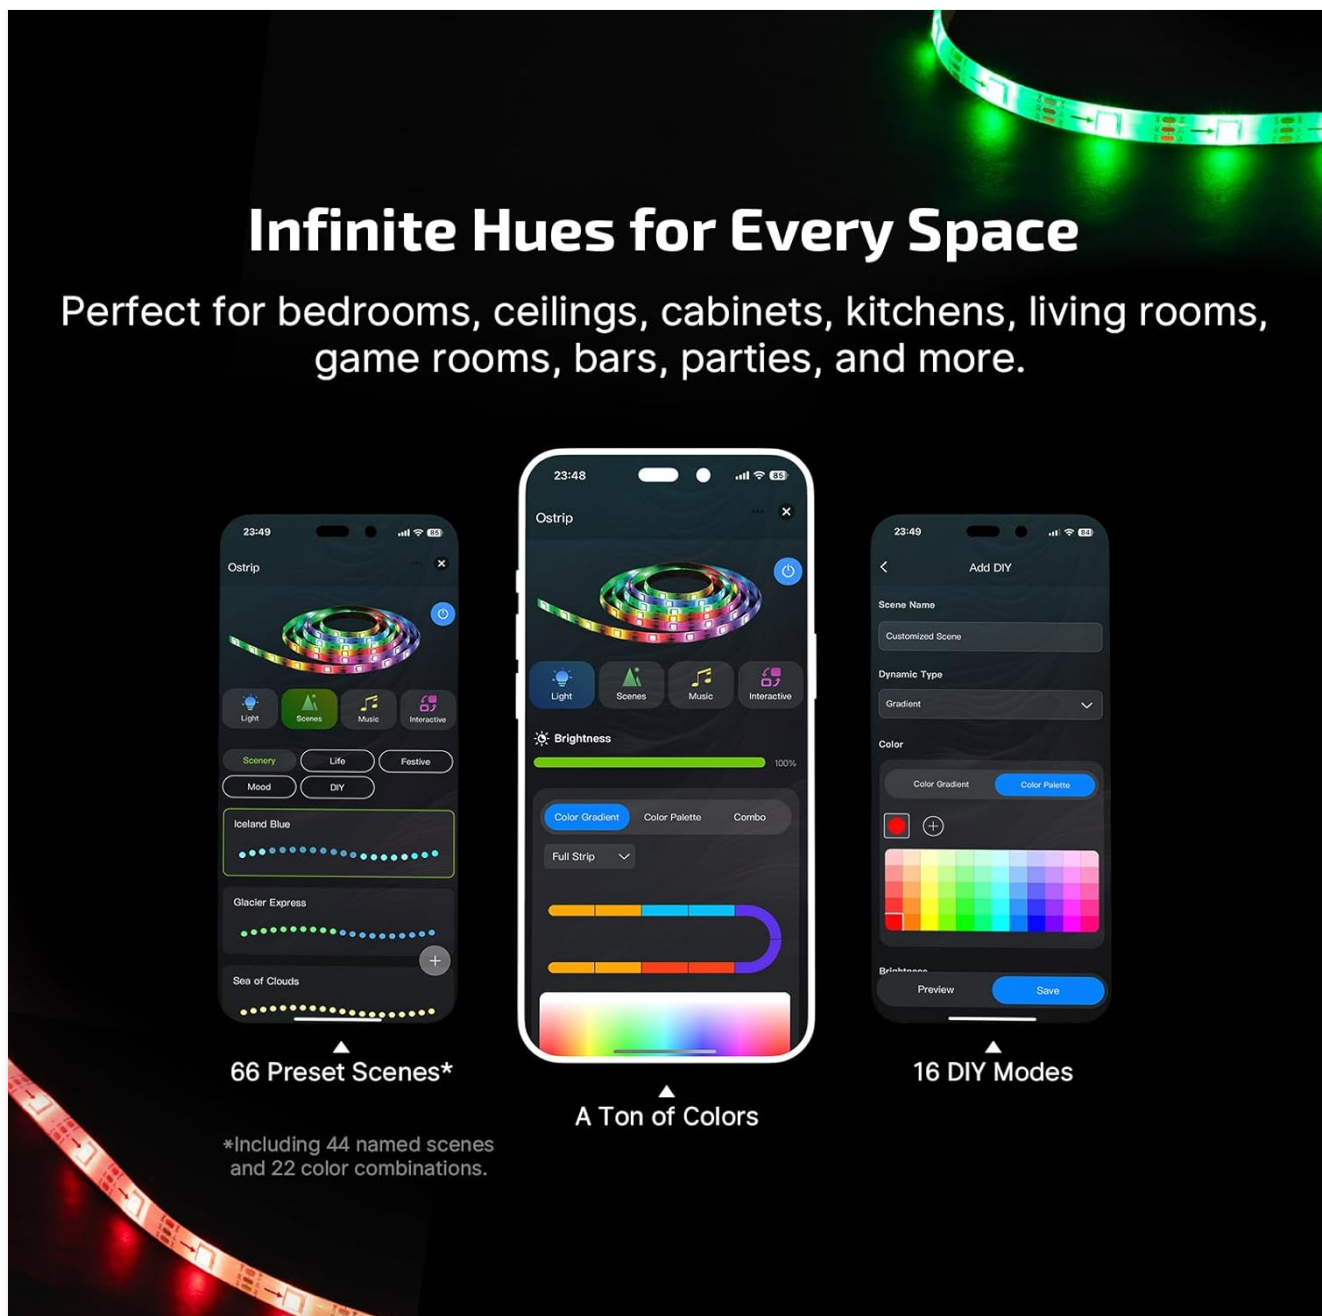 Infinite Hues for Every Space
Perfect for bedrooms, ceilings, cabinets, kitchens, living rooms,
game rooms, bars, parties, and more.
23:49
85
Ostrip
Light
Scenes
Music
Interactive
Scenery
Life
Festive
Mood
DIY
Iceland Blue
Glacier Express
Sea of Clouds
66 Preset Scenes*
*Including 44 named scenes
and 22 color combinations.
23:48
85
Ostrip
Light
Scenes
Music
Interactive
Brightness
100%
Color Gradient
Color Palette
Combo
Full Strip
A Ton of Colors
23:49
84
Add DIY
Scene Name
Customized Scene
Dynamic Type
Gradient
Color
Color Gradient
Color Palette
Brightness
Preview
Save
16 DIY Modes